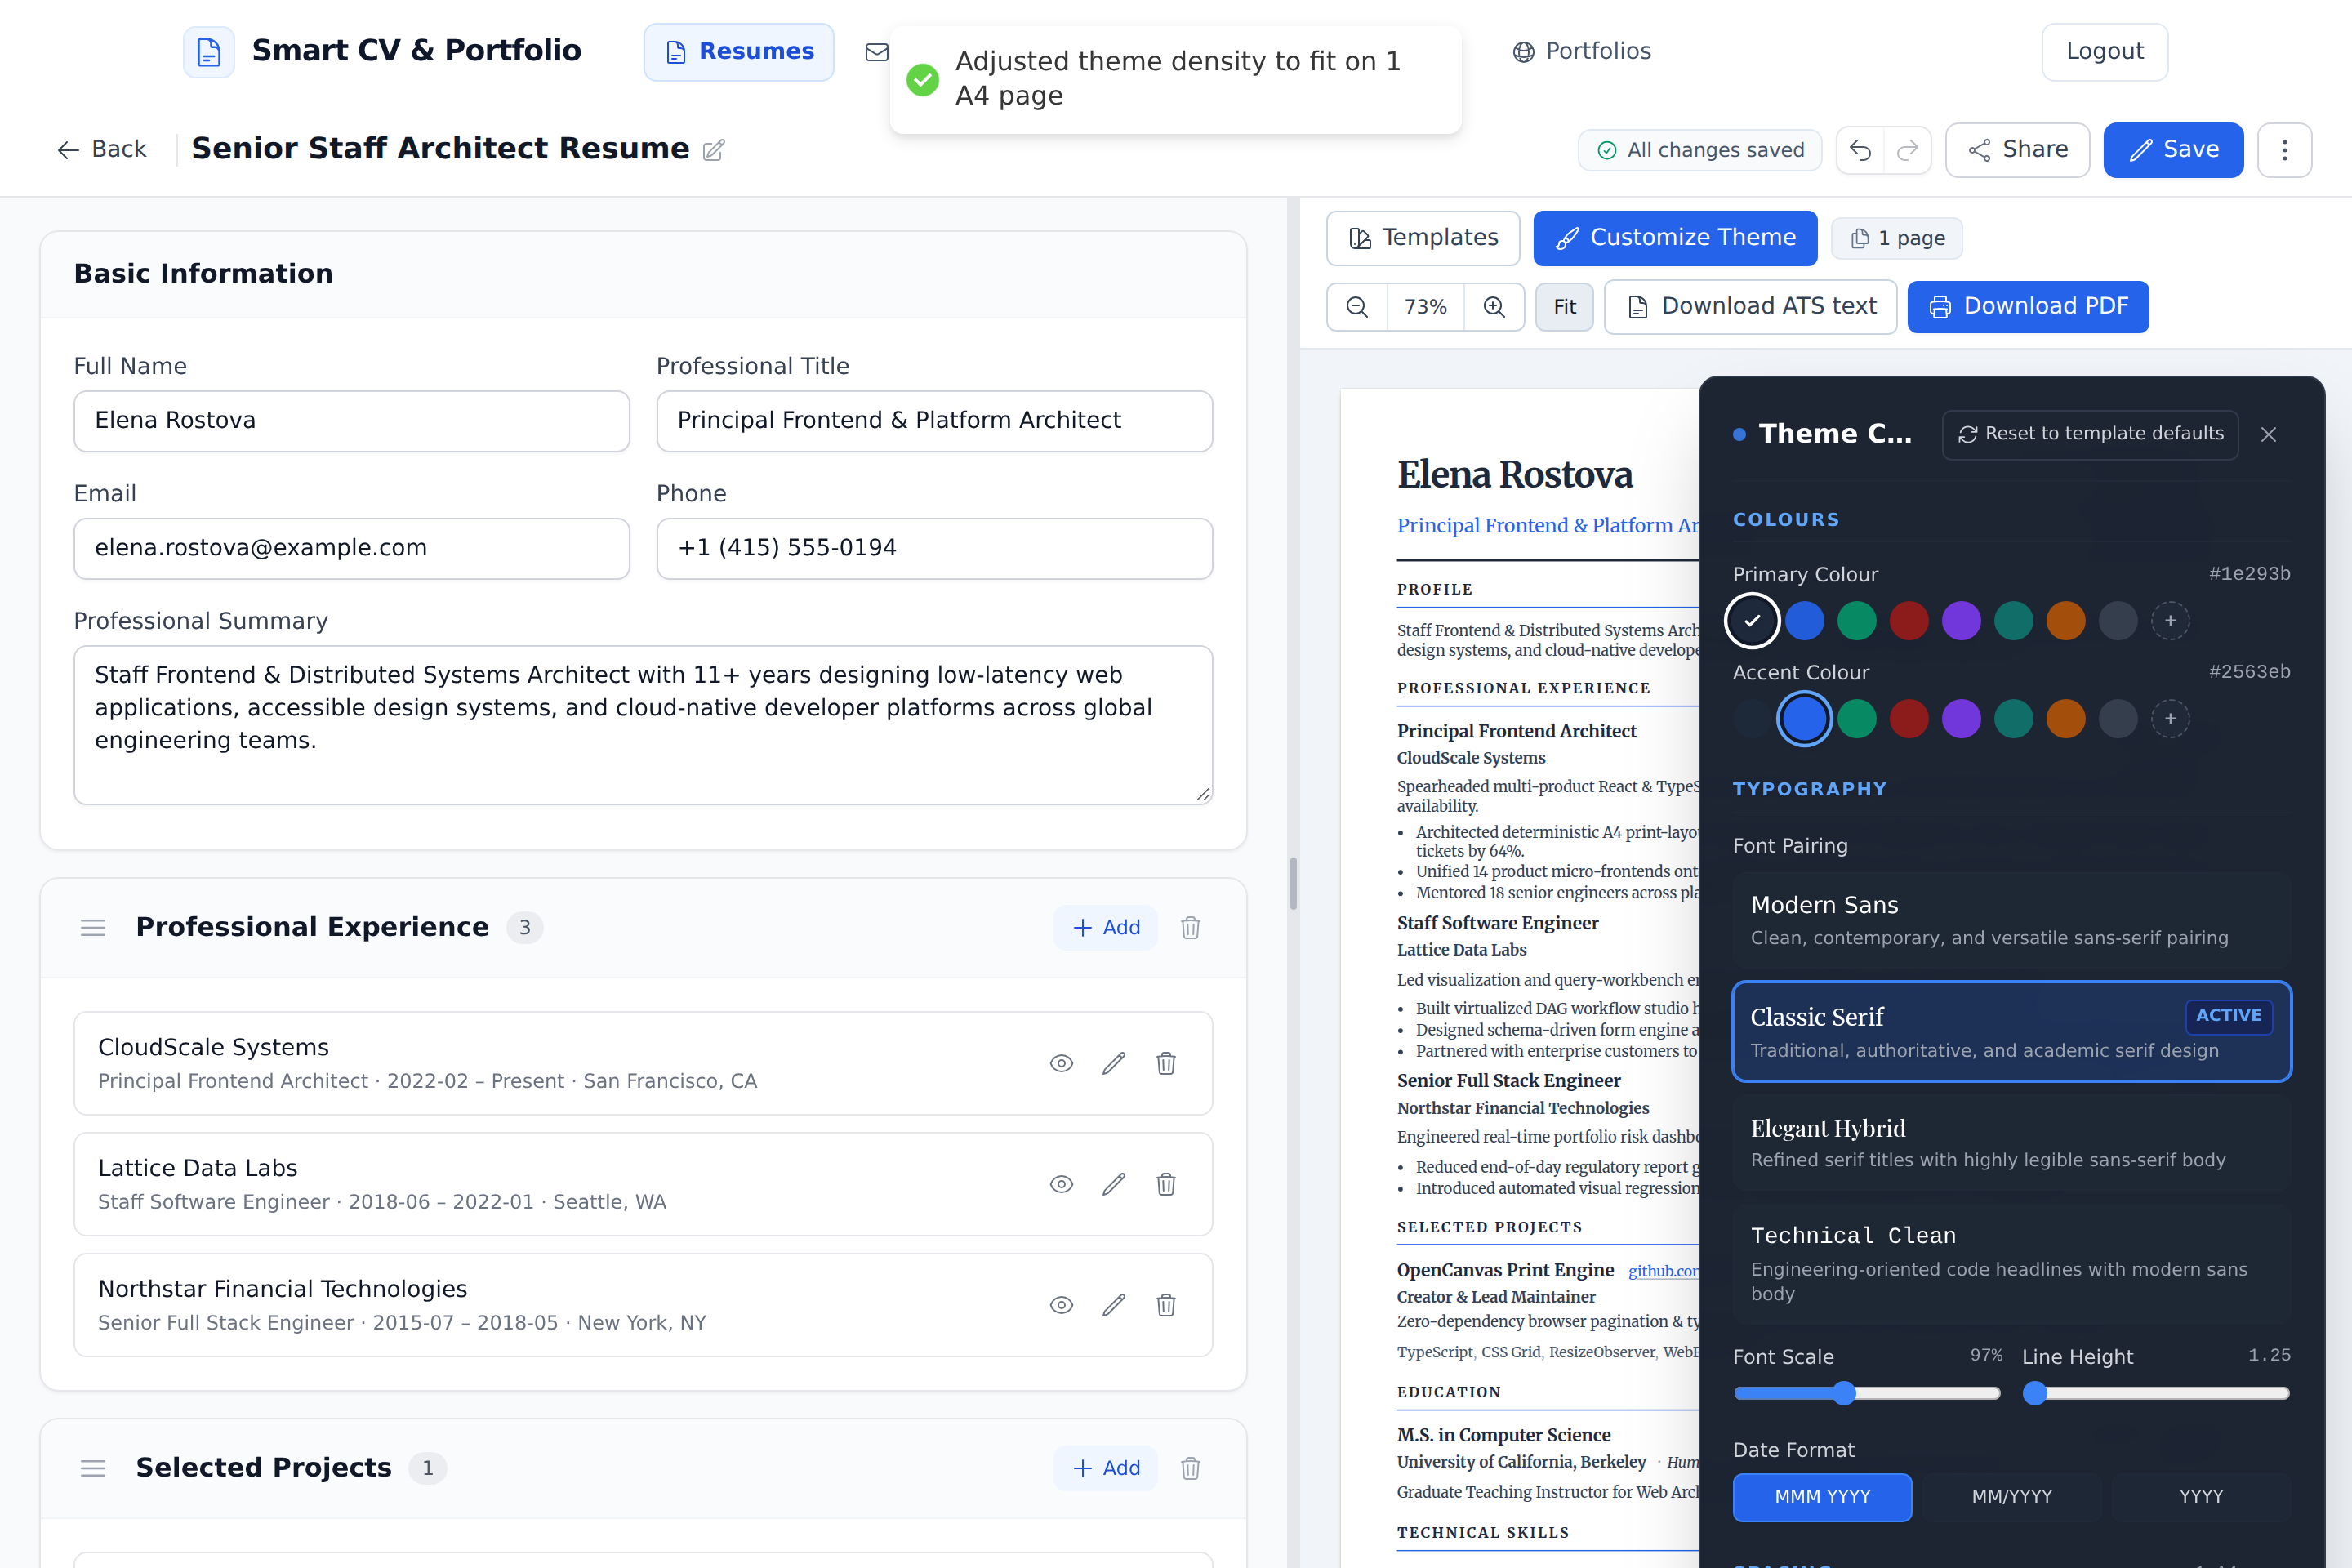 Smart CV & Portfolio
Resumes
Portfolios
Logout
Adjusted theme density to fit on 1
A4 page
Back
Senior Staff Architect Resume
All changes saved
Share
Save
Basic Information
Full Name
Professional Title
Elena Rostova
Principal Frontend & Platform Architect
Email
Phone
elena.rostova@example.com
+1 (415) 555-0194
Professional Summary
Staff Frontend & Distributed Systems Architect with 11+ years designing low-latency web
applications, accessible design systems, and cloud-native developer platforms across global
engineering teams.
Professional Experience 3
Add
CloudScale Systems
Principal Frontend Architect · 2022-02 – Present · San Francisco, CA
Lattice Data Labs
Staff Software Engineer · 2018-06 – 2022-01 · Seattle, WA
Northstar Financial Technologies
Senior Full Stack Engineer · 2015-07 – 2018-05 · New York, NY
Selected Projects 1
Add
Templates
Customize Theme
1 page
73%
Fit
Download ATS text
Download PDF
Elena Rostova
Principal Frontend & Platform Ar
PROFILE
Staff Frontend & Distributed Systems Arch
design systems, and cloud-native develope
PROFESSIONAL EXPERIENCE
Principal Frontend Architect
CloudScale Systems
Spearheaded multi-product React & TypeS
availability.
• Architected deterministic A4 print-layou
tickets by 64%.
• Unified 14 product micro-frontends ont
• Mentored 18 senior engineers across pla
Staff Software Engineer
Lattice Data Labs
Led visualization and query-workbench en
• Built virtualized DAG workflow studio h
• Designed schema-driven form engine a
• Partnered with enterprise customers to
Senior Full Stack Engineer
Northstar Financial Technologies
Engineered real-time portfolio risk dashbo
• Reduced end-of-day regulatory report g
• Introduced automated visual regression
SELECTED PROJECTS
OpenCanvas Print Engine github.con
Creator & Lead Maintainer
Zero-dependency browser pagination & ty
TypeScript, CSS Grid, ResizeObserver, WebE
EDUCATION
M.S. in Computer Science
University of California, Berkeley · Hum
Graduate Teaching Instructor for Web Arcl
TECHNICAL SKILLS
Theme C...
Reset to template defaults
COLOURS
Primary Colour
#1e293b
Accent Colour
#2563eb
TYPOGRAPHY
Font Pairing
Modern Sans
Clean, contemporary, and versatile sans-serif pairing
Classic Serif
ACTIVE
Traditional, authoritative, and academic serif design
Elegant Hybrid
Refined serif titles with highly legible sans-serif body
Technical Clean
Engineering-oriented code headlines with modern sans
body
Font Scale
97%
Line Height
1.25
Date Format
MMM YYYY
MM/YYYY
YYYY